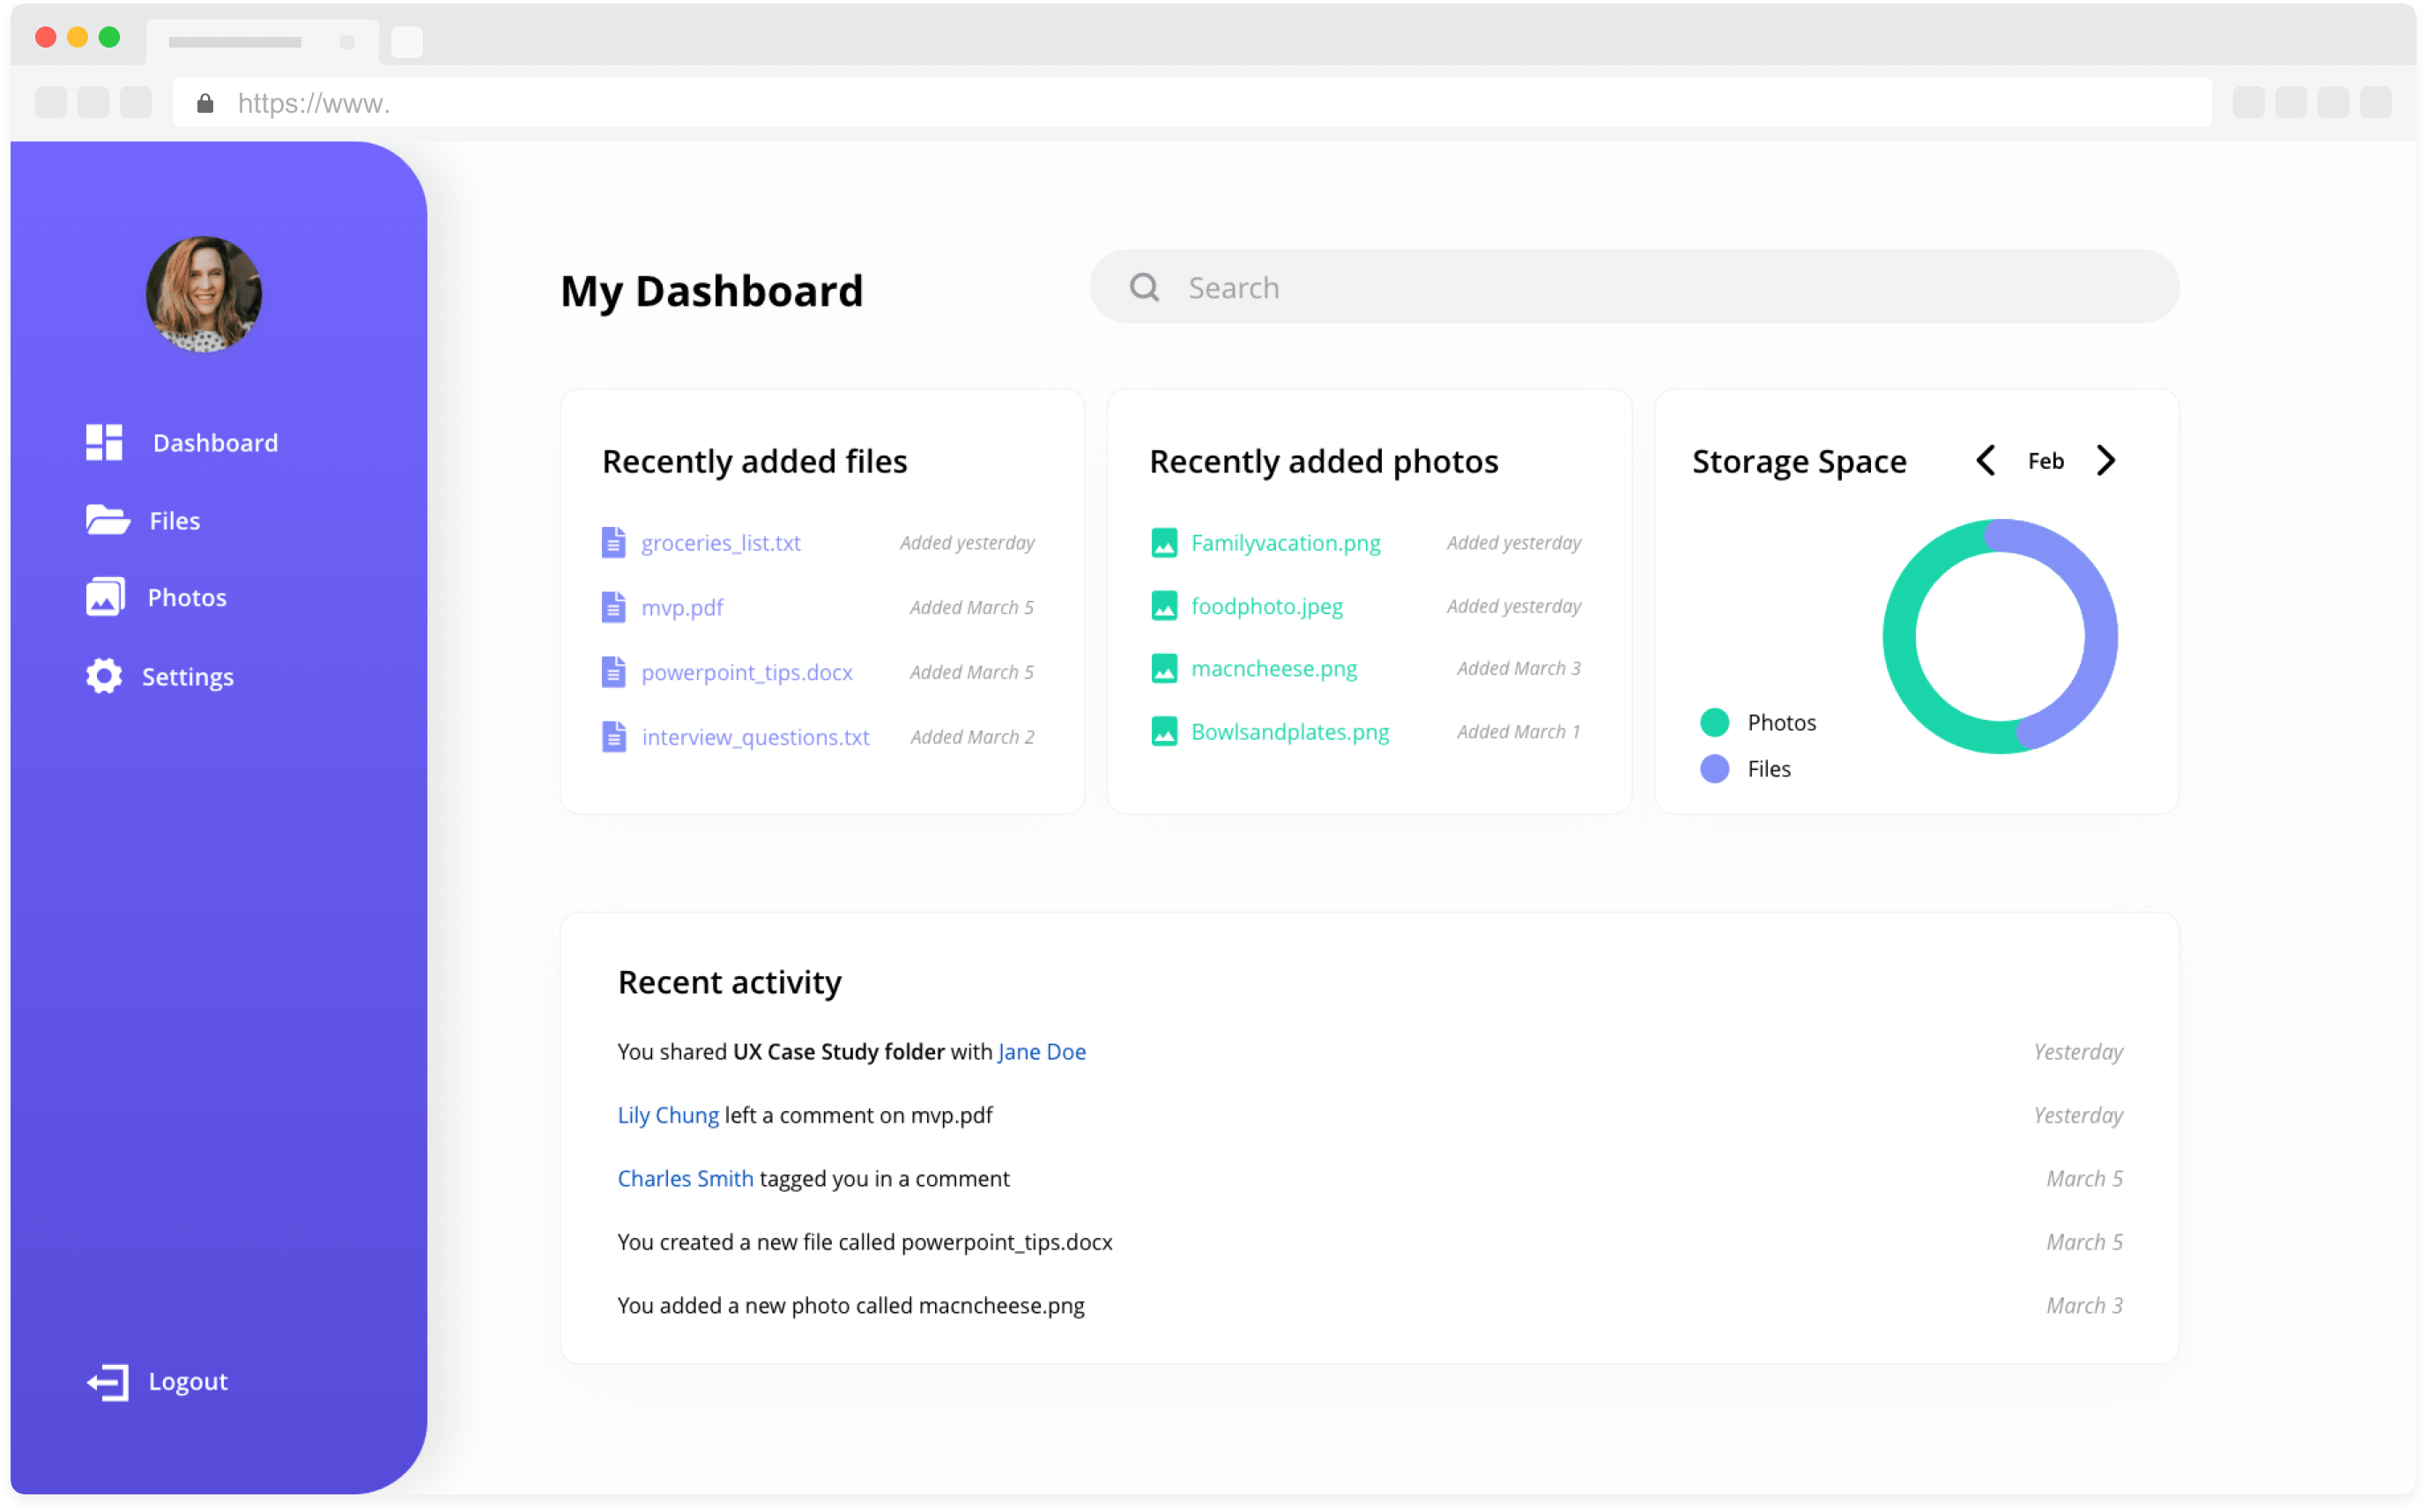 https://www.
Dashboard
Files
Photos
Settings
Logout
My Dashboard
Search
Recently added files
groceries_list.txt Added yesterday
mvp.pdf Added March 5
powerpoint_tips.docx Added March 5
interview_questions.txt Added March 2
Recently added photos
Familyvacation.png Added yesterday
foodphoto.jpeg Added yesterday
macncheese.png Added March 3
Bowlsandplates.png Added March 1
Storage Space Feb
Photos
Files
Recent activity
You shared UX Case Study folder with Jane Doe Yesterday
Lily Chung left a comment on mvp.pdf Yesterday
Charles Smith tagged you in a comment March 5
You created a new file called powerpoint_tips.docx March 5
You added a new photo called macncheese.png March 3